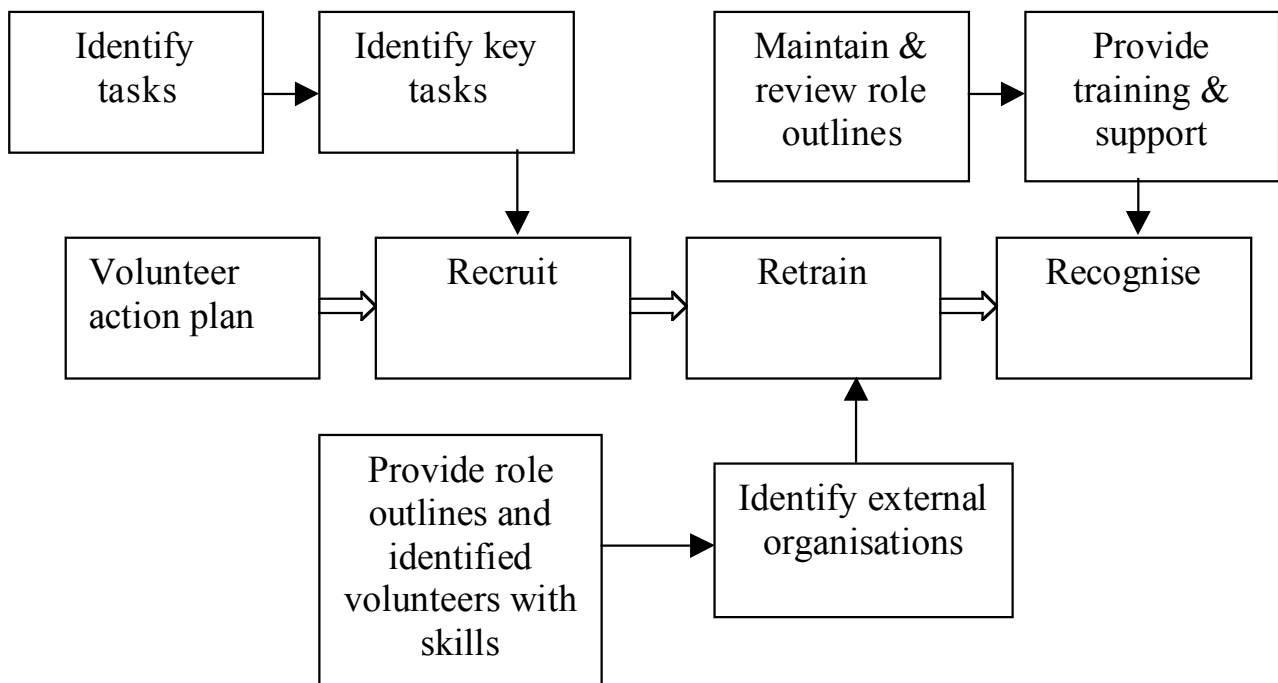 Identify
tasks
Identify key
tasks
Maintain &
review role
outlines
Provide
training &
support
Volunteer
action plan
Recruit
Retrain
Recognise
Provide role
outlines and
identified
volunteers with
skills
Identify external
organisations